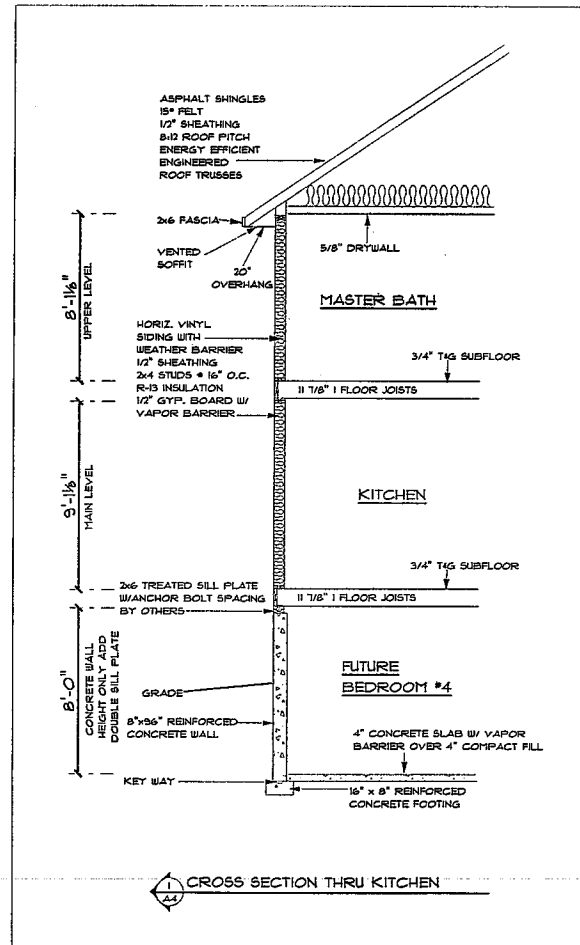 ASPHALT SHINGLES
15# FELT
1/2" SHEATHING
8:12 ROOF PITCH
ENERGY EFFICIENT
ENGINEERED
ROOF TRUSSES
2x6 FASCIA
VENTED
SOFFIT
20"
OVERHANG
5/8" DRYWALL
8'-1 1/8"
UPPER LEVEL
MASTER BATH
HORIZ. VINYL
SIDING WITH
WEATHER BARRIER
1/2" SHEATHING
2x4 STUDS @ 16" O.C.
R-13 INSULATION
1/2" GYP. BOARD W/
VAPOR BARRIER
3/4" T&G SUBFLOOR
11 7/8" I FLOOR JOISTS
9'-1 1/8"
MAIN LEVEL
KITCHEN
3/4" T&G SUBFLOOR
2x6 TREATED SILL PLATE
W/ANCHOR BOLT SPACING
BY OTHERS
11 7/8" I FLOOR JOISTS
8'-0"
CONCRETE WALL
HEIGHT ONLY ADD
DOUBLE SILL PLATE
FUTURE
BEDROOM #4
GRADE
8"x96" REINFORCED
CONCRETE WALL
4" CONCRETE SLAB W/ VAPOR
BARRIER OVER 4" COMPACT FILL
KEY WAY
16" x 8" REINFORCED
CONCRETE FOOTING
1
A4
CROSS SECTION THRU KITCHEN